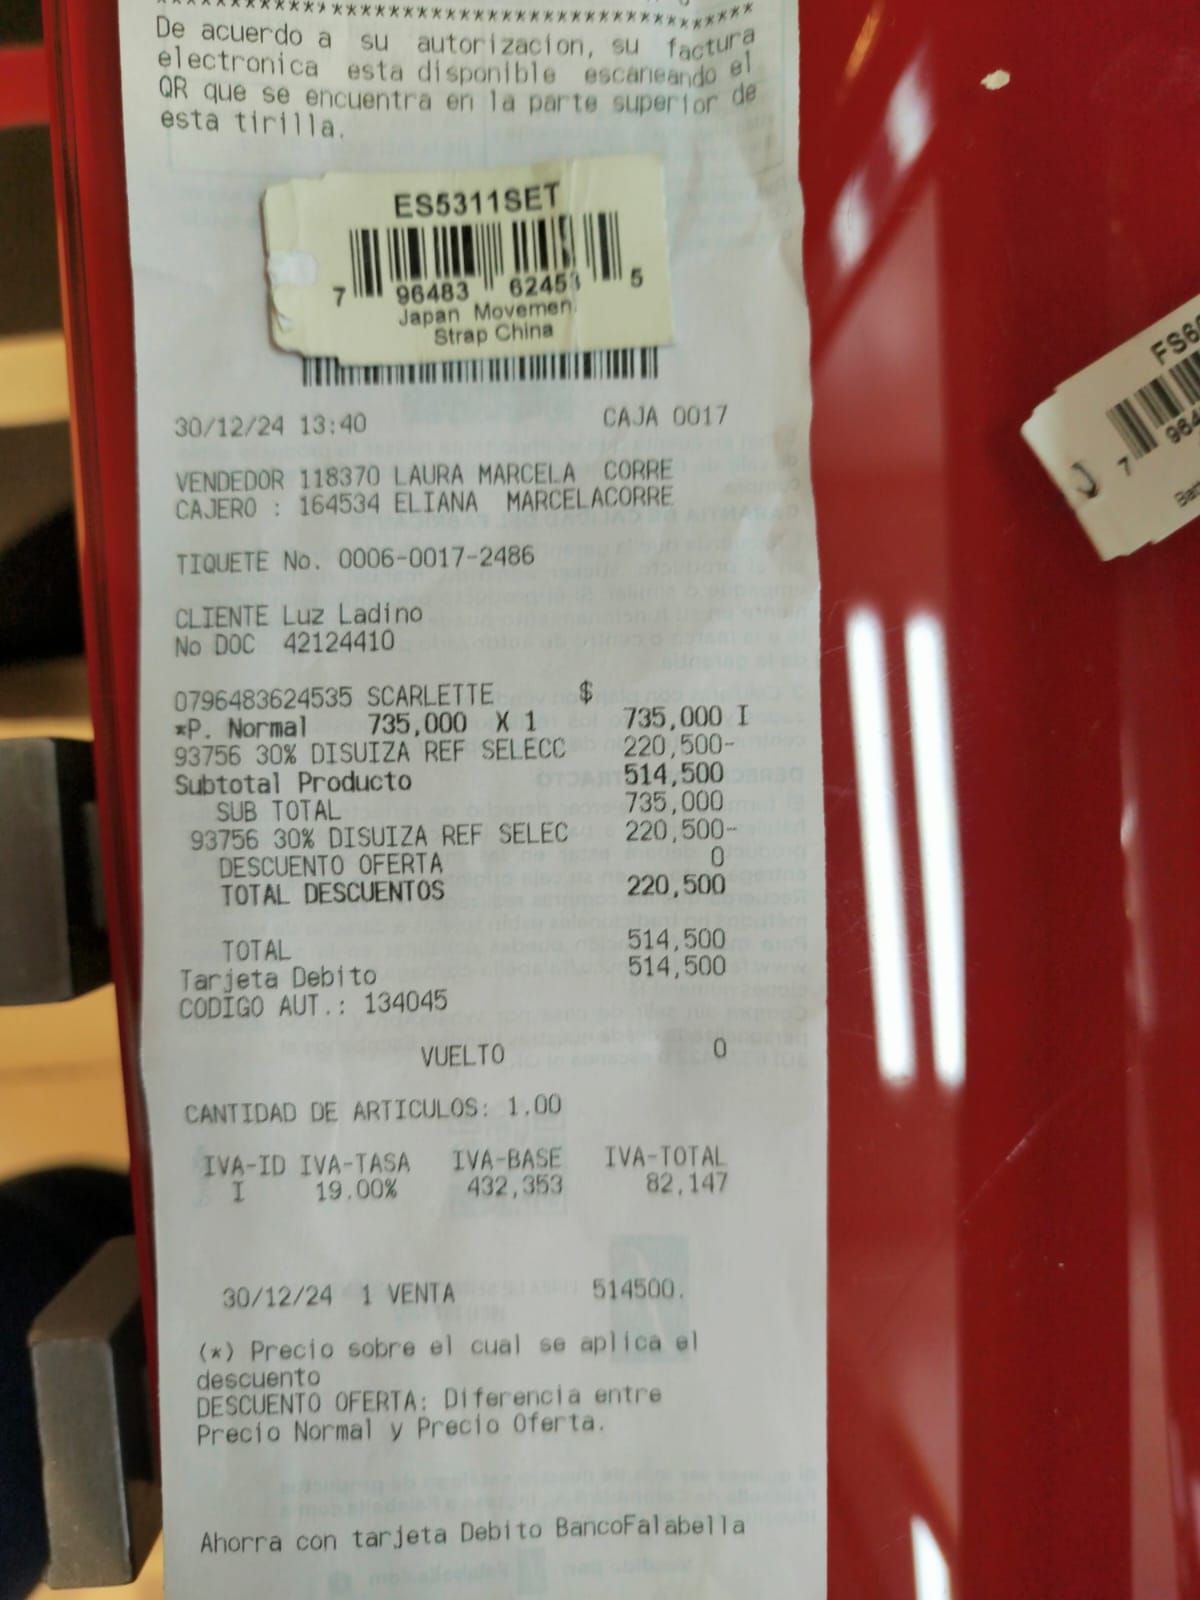 ********************************************
De acuerdo a su autorizacion, su factura
electronica esta disponible escaneando el
QR que se encuentra en la parte superior de
esta tirilla.
ES5311SET
7 96483 62453 5
Japan Movemen
Strap China
30/12/24 13:40 CAJA 0017
VENDEDOR 118370 LAURA MARCELA CORRE
CAJERO : 164534 ELIANA MARCELACORRE
TIQUETE No. 0006-0017-2486
CLIENTE Luz Ladino
No DOC 42124410
0796483624535 SCARLETTE $
*P. Normal 735,000 X 1 735,000 I
93756 30% DISUIZA REF SELECC 220,500-
Subtotal Producto 514,500
SUB TOTAL 735,000
93756 30% DISUIZA REF SELEC 220,500-
DESCUENTO OFERTA 0
TOTAL DESCUENTOS 220,500
TOTAL 514,500
Tarjeta Debito 514,500
CODIGO AUT.: 134045
VUELTO 0
CANTIDAD DE ARTICULOS: 1.00
IVA-ID IVA-TASA IVA-BASE IVA-TOTAL
I 19.00% 432,353 82,147
30/12/24 1 VENTA 514500.
(*) Precio sobre el cual se aplica el
descuento
DESCUENTO OFERTA: Diferencia entre
Precio Normal y Precio Oferta.
Ahorra con tarjeta Debito BancoFalabella